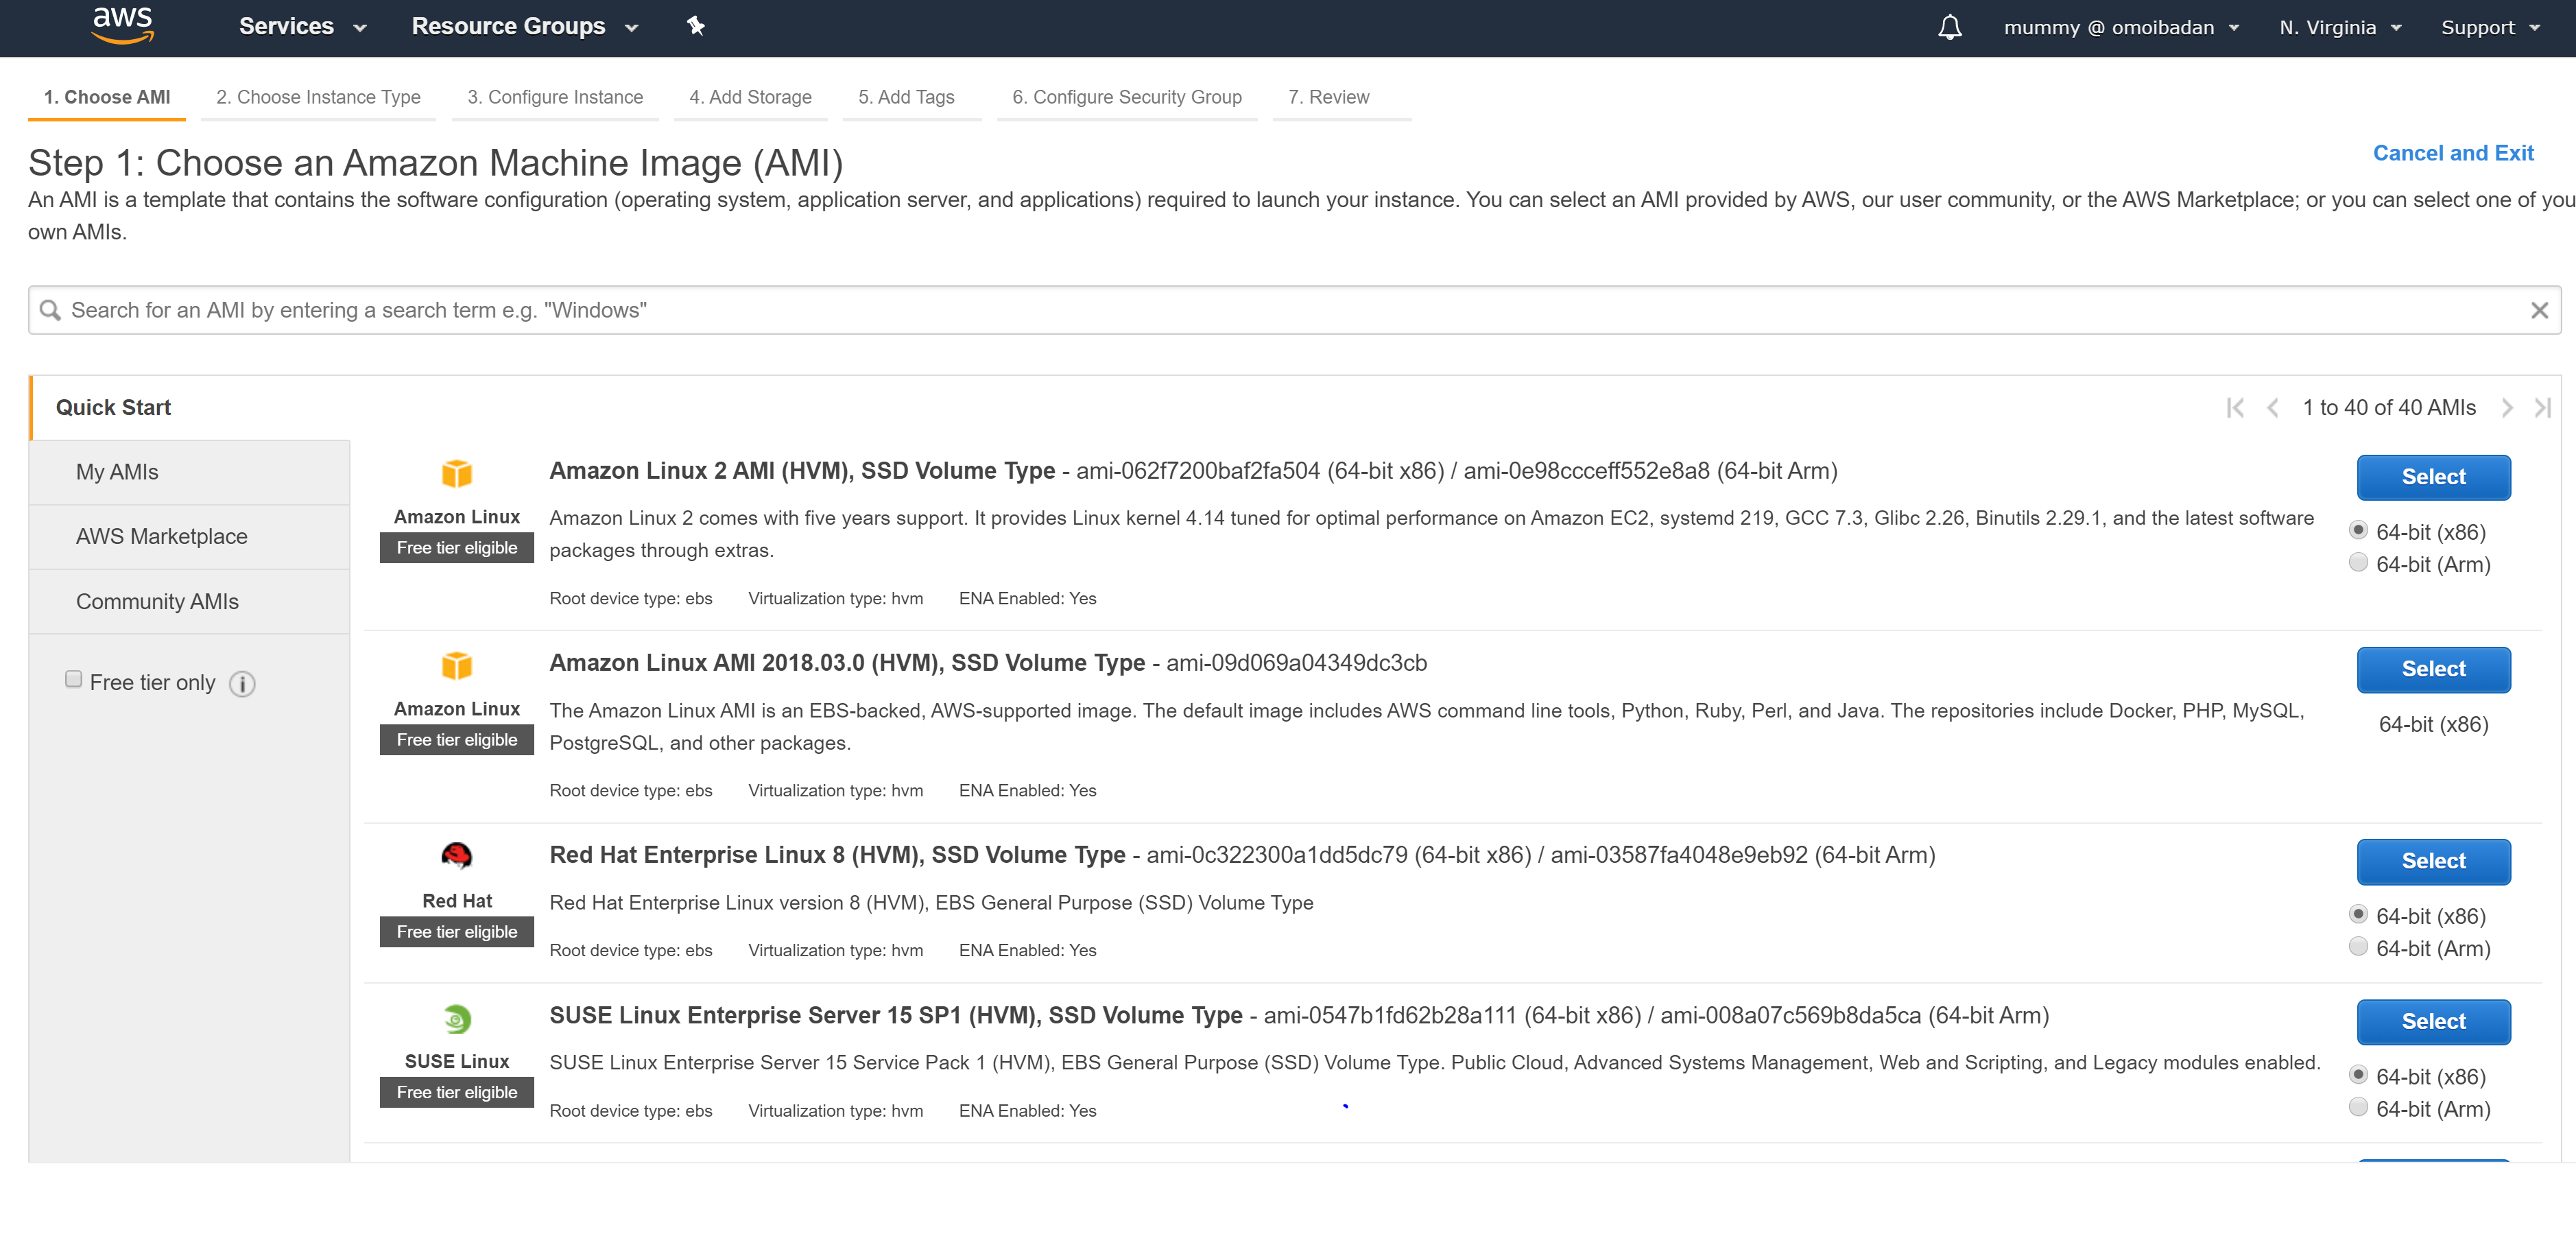 aws Services Resource Groups mummy @ omoibadan N. Virginia Support
1. Choose AMI 2. Choose Instance Type 3. Configure Instance 4. Add Storage 5. Add Tags 6. Configure Security Group 7. Review
Step 1: Choose an Amazon Machine Image (AMI)
Cancel and Exit
An AMI is a template that contains the software configuration (operating system, application server, and applications) required to launch your instance. You can select an AMI provided by AWS, our user community, or the AWS Marketplace; or you can select one of you
own AMIs.
Search for an AMI by entering a search term e.g. "Windows"
Quick Start
1 to 40 of 40 AMIs
My AMIs
AWS Marketplace
Community AMIs
Free tier only
Amazon Linux
Free tier eligible
Amazon Linux 2 AMI (HVM), SSD Volume Type - ami-062f7200baf2fa504 (64-bit x86) / ami-0e98ccceff552e8a8 (64-bit Arm)
Amazon Linux 2 comes with five years support. It provides Linux kernel 4.14 tuned for optimal performance on Amazon EC2, systemd 219, GCC 7.3, Glibc 2.26, Binutils 2.29.1, and the latest software
packages through extras.
Root device type: ebs Virtualization type: hvm ENA Enabled: Yes
Select
64-bit (x86)
64-bit (Arm)
Amazon Linux
Free tier eligible
Amazon Linux AMI 2018.03.0 (HVM), SSD Volume Type - ami-09d069a04349dc3cb
The Amazon Linux AMI is an EBS-backed, AWS-supported image. The default image includes AWS command line tools, Python, Ruby, Perl, and Java. The repositories include Docker, PHP, MySQL,
PostgreSQL, and other packages.
Root device type: ebs Virtualization type: hvm ENA Enabled: Yes
Select
64-bit (x86)
Red Hat
Free tier eligible
Red Hat Enterprise Linux 8 (HVM), SSD Volume Type - ami-0c322300a1dd5dc79 (64-bit x86) / ami-03587fa4048e9eb92 (64-bit Arm)
Red Hat Enterprise Linux version 8 (HVM), EBS General Purpose (SSD) Volume Type
Root device type: ebs Virtualization type: hvm ENA Enabled: Yes
Select
64-bit (x86)
64-bit (Arm)
SUSE Linux
Free tier eligible
SUSE Linux Enterprise Server 15 SP1 (HVM), SSD Volume Type - ami-0547b1fd62b28a111 (64-bit x86) / ami-008a07c569b8da5ca (64-bit Arm)
SUSE Linux Enterprise Server 15 Service Pack 1 (HVM), EBS General Purpose (SSD) Volume Type. Public Cloud, Advanced Systems Management, Web and Scripting, and Legacy modules enabled.
Root device type: ebs Virtualization type: hvm ENA Enabled: Yes
Select
64-bit (x86)
64-bit (Arm)